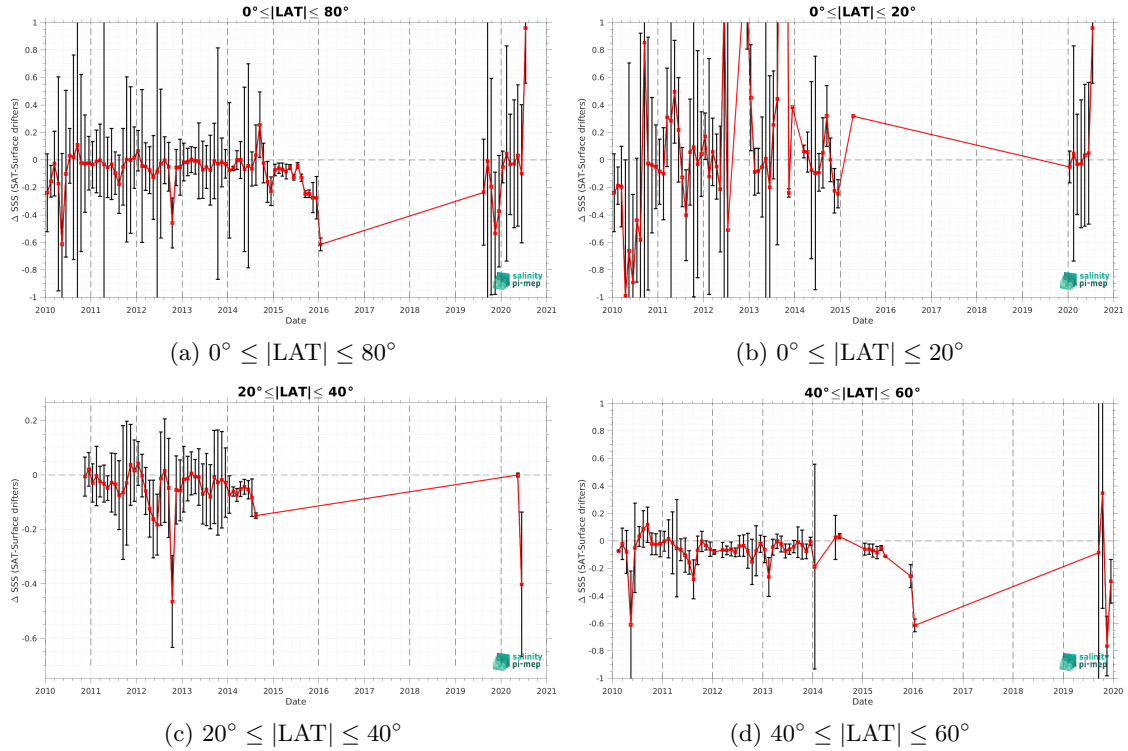 0°≤|LAT|≤ 80°
Δ SSS (SAT-Surface drifters)
1
0.8
0.6
0.4
0.2
0
-0.2
-0.4
-0.6
-0.8
-1
2010 2011 2012 2013 2014 2015 2016 2017 2018 2019 2020 2021
Date
salinity
pi-mep
(a) 0° ≤ |LAT| ≤ 80°
0°≤|LAT|≤ 20°
Δ SSS (SAT-Surface drifters)
1
0.8
0.6
0.4
0.2
0
-0.2
-0.4
-0.6
-0.8
-1
2010 2011 2012 2013 2014 2015 2016 2017 2018 2019 2020 2021
Date
salinity
pi-mep
(b) 0° ≤ |LAT| ≤ 20°
20°≤|LAT|≤ 40°
Δ SSS (SAT-Surface drifters)
0.2
0
-0.2
-0.4
-0.6
2010 2011 2012 2013 2014 2015 2016 2017 2018 2019 2020 2021
Date
salinity
pi-mep
(c) 20° ≤ |LAT| ≤ 40°
40°≤|LAT|≤ 60°
Δ SSS (SAT-Surface drifters)
1
0.8
0.6
0.4
0.2
0
-0.2
-0.4
-0.6
-0.8
-1
2010 2011 2012 2013 2014 2015 2016 2017 2018 2019 2020
Date
salinity
pi-mep
(d) 40° ≤ |LAT| ≤ 60°